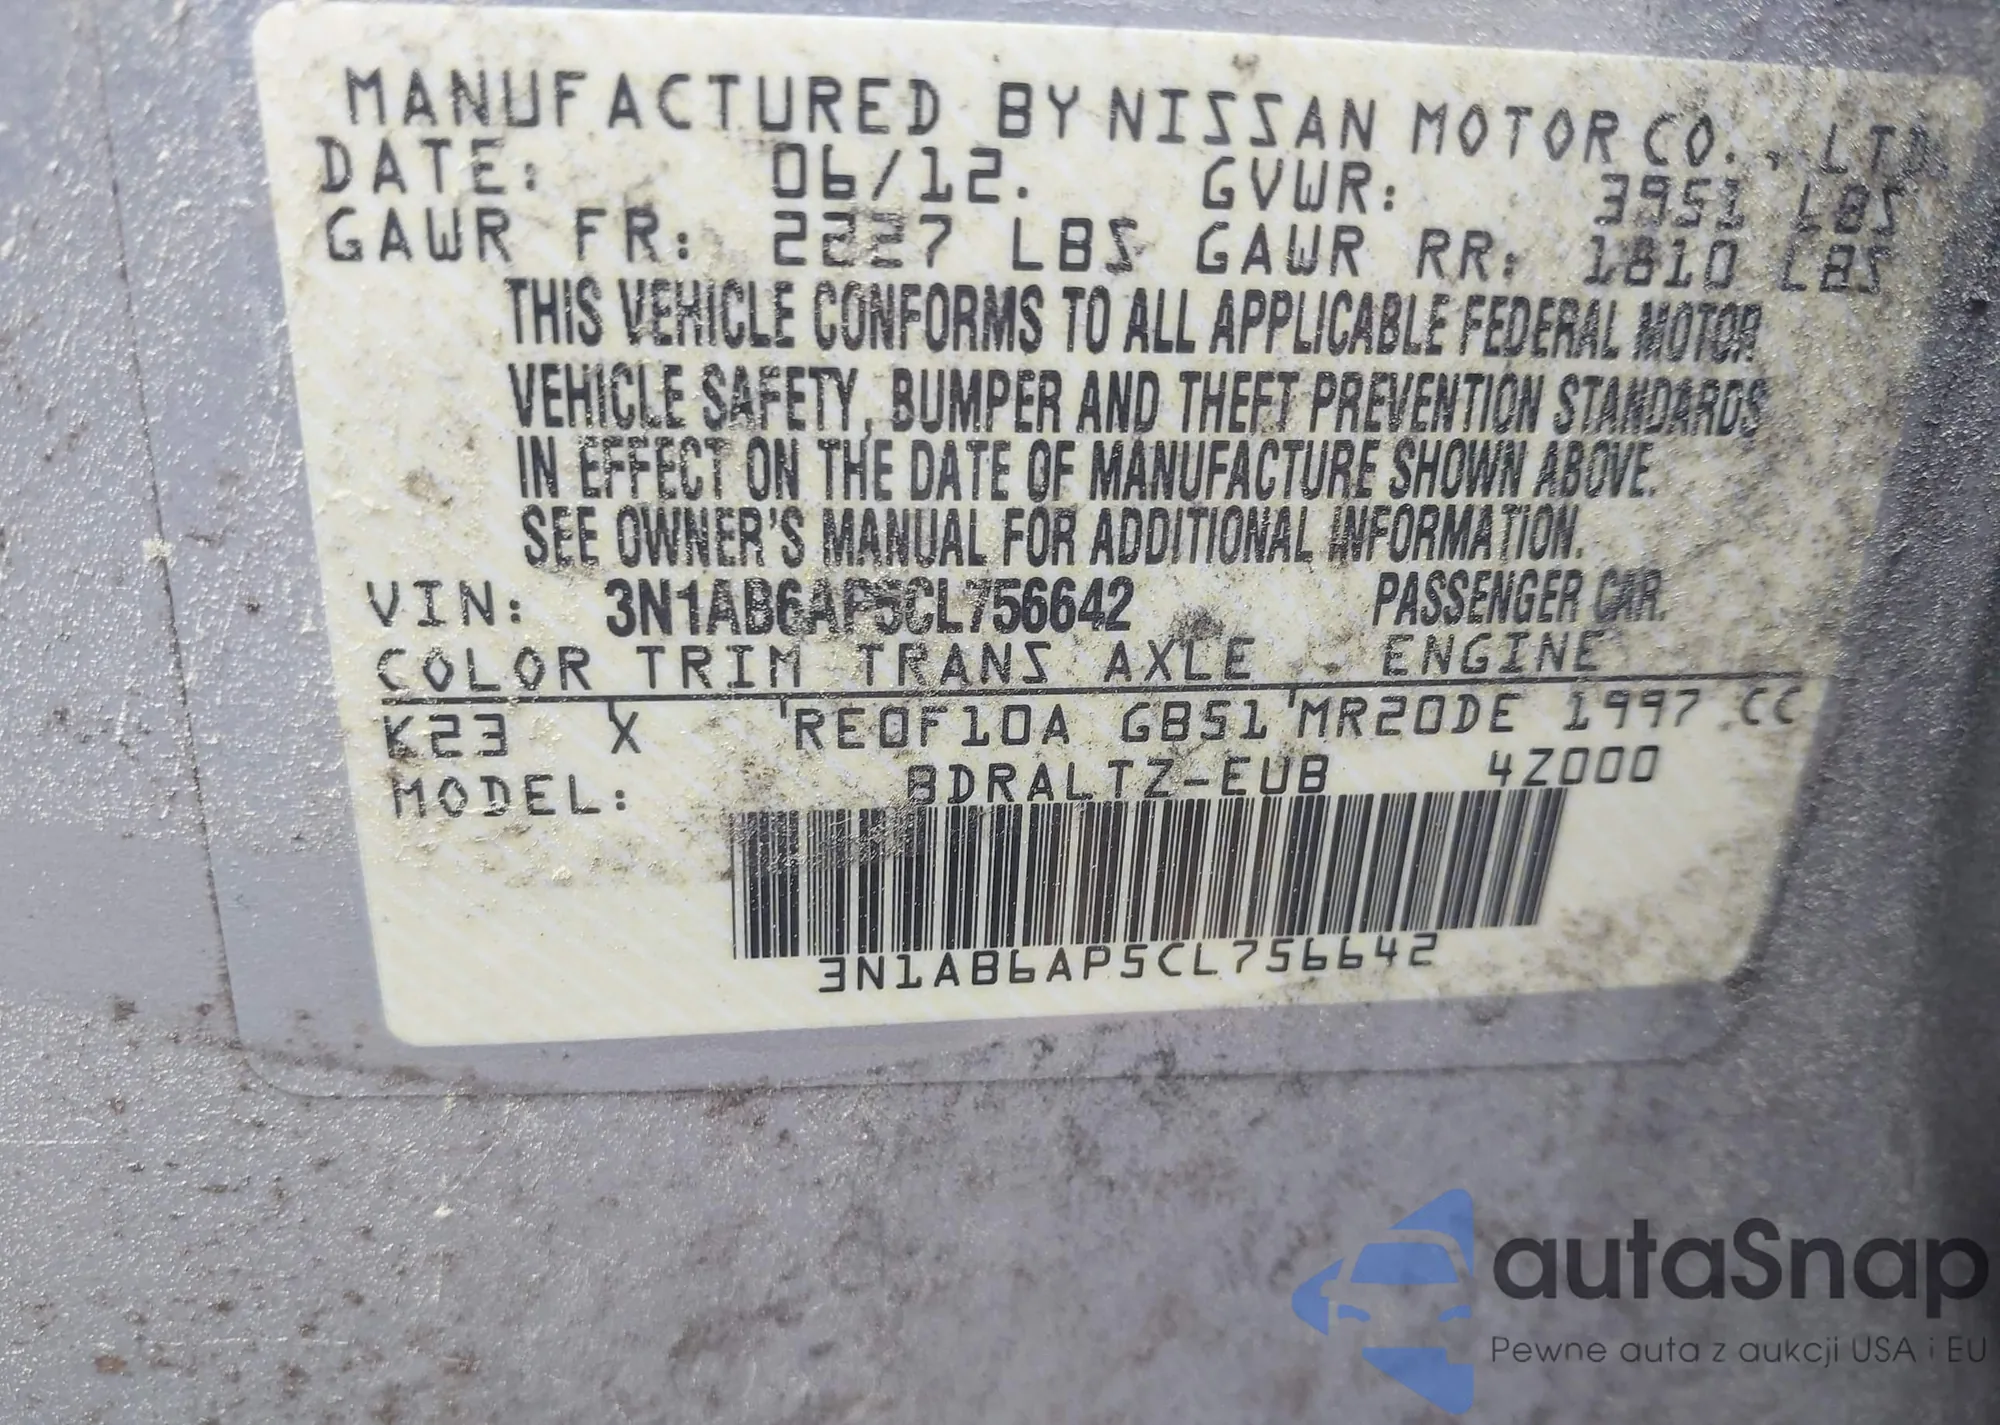 MANUFACTURED BY NISSAN MOTOR CO., LTD.
DATE: 06/12. GVWR: 3951 LBS
GAWR FR: 2227 LBS GAWR RR: 1810 LBS
THIS VEHICLE CONFORMS TO ALL APPLICABLE FEDERAL MOTOR
VEHICLE SAFETY, BUMPER AND THEFT PREVENTION STANDARDS
IN EFFECT ON THE DATE OF MANUFACTURE SHOWN ABOVE.
SEE OWNER'S MANUAL FOR ADDITIONAL INFORMATION.
VIN: 3N1AB6AP5CL756642 PASSENGER CAR.
COLOR TRIM TRANS AXLE ENGINE
K23 X RE0F10A GB51 MR20DE 1997 CC
MODEL: BDRALTZ-EUB 4Z000
3N1AB6AP5CL756642
autaSnap
Pewne auta z aukcji USA i EU